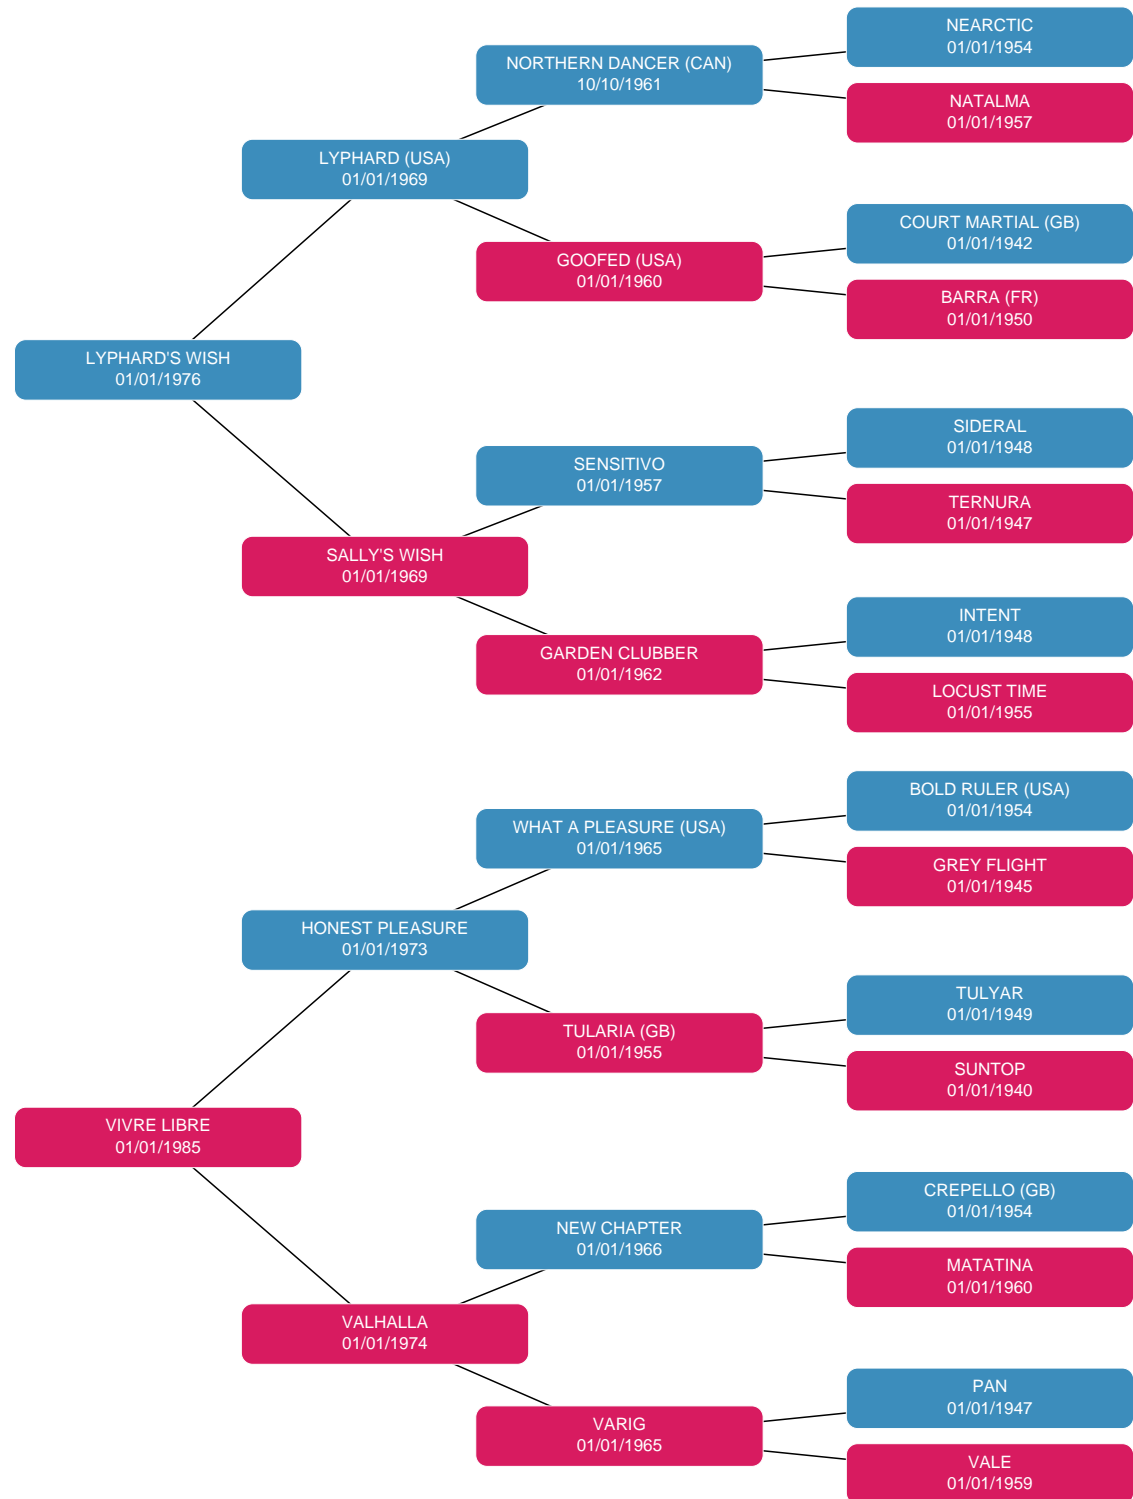 NEARCTIC
01/01/1954
NORTHERN DANCER (CAN)
10/10/1961
NATALMA
01/01/1957
LYPHARD (USA)
01/01/1969
COURT MARTIAL (GB)
01/01/1942
GOOFED (USA)
01/01/1960
BARRA (FR)
01/01/1950
LYPHARD'S WISH
01/01/1976
SIDERAL
01/01/1948
SENSITIVO
01/01/1957
TERNURA
01/01/1947
SALLY'S WISH
01/01/1969
INTENT
01/01/1948
GARDEN CLUBBER
01/01/1962
LOCUST TIME
01/01/1955
BOLD RULER (USA)
01/01/1954
WHAT A PLEASURE (USA)
01/01/1965
GREY FLIGHT
01/01/1945
HONEST PLEASURE
01/01/1973
TULYAR
01/01/1949
TULARIA (GB)
01/01/1955
SUNTOP
01/01/1940
VIVRE LIBRE
01/01/1985
CREPELLO (GB)
01/01/1954
NEW CHAPTER
01/01/1966
MATATINA
01/01/1960
VALHALLA
01/01/1974
PAN
01/01/1947
VARIG
01/01/1965
VALE
01/01/1959